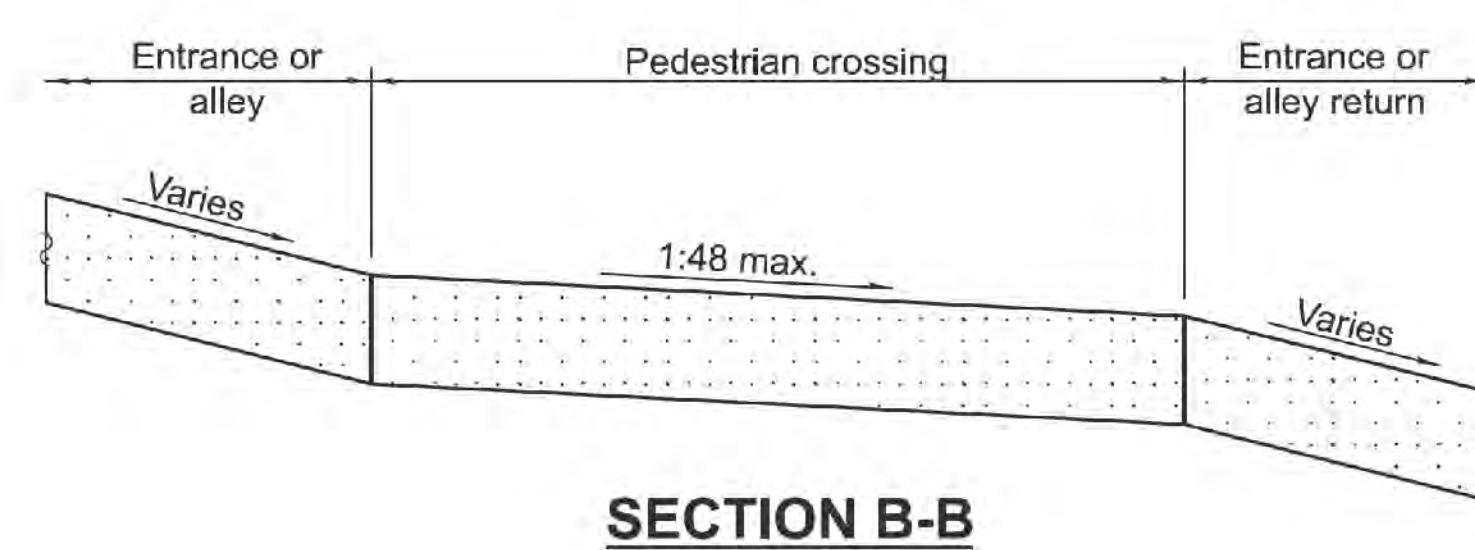 Entrance or
alley
Pedestrian crossing
Entrance or
alley return
Varies
1:48 max.
Varies
SECTION B-B